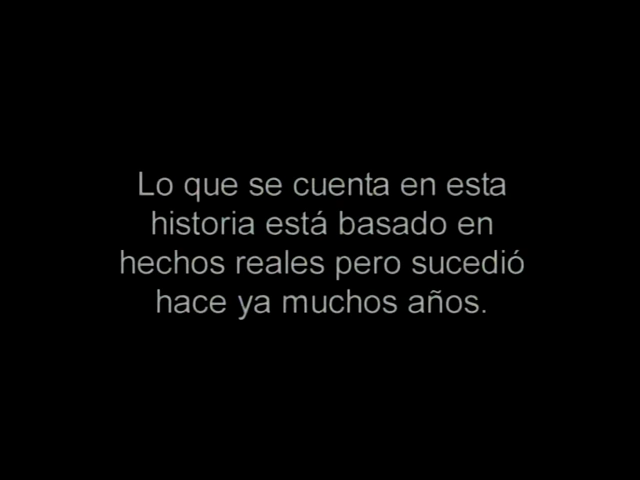 Lo que se cuenta en esta
historia está basado en
hechos reales pero sucedió
hace ya muchos años.